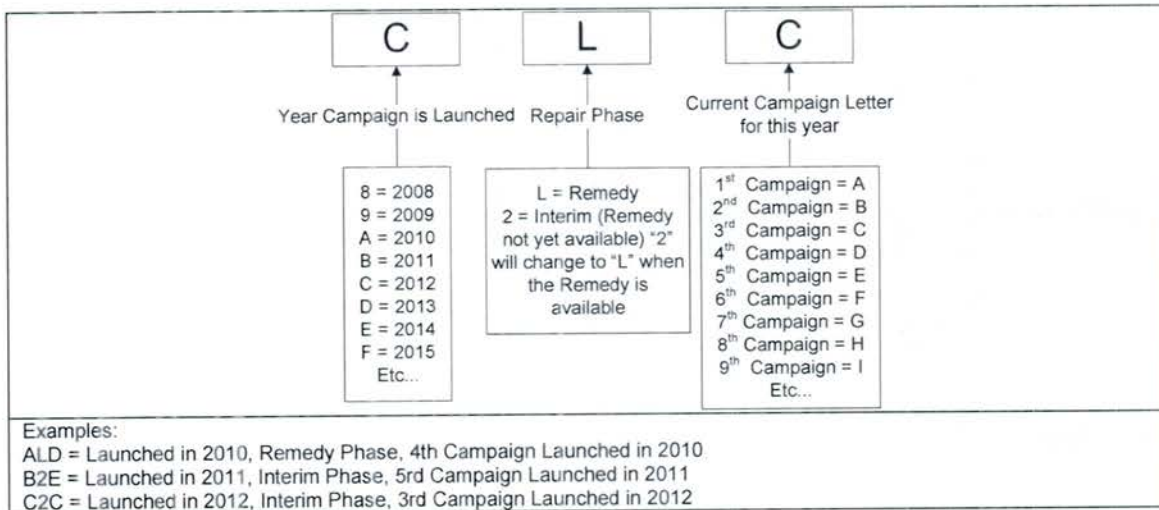 C
L
C
Year Campaign is Launched
Repair Phase
Current Campaign Letter
for this year
8 = 2008
9 = 2009
A = 2010
B = 2011
C = 2012
D = 2013
E = 2014
F = 2015
Etc...
L = Remedy
2 = Interim (Remedy
not yet available) “2”
will change to “L” when
the Remedy is
available
1st Campaign = A
2nd Campaign = B
3rd Campaign = C
4th Campaign = D
5th Campaign = E
6th Campaign = F
7th Campaign = G
8th Campaign = H
9th Campaign = I
Etc...
Examples:
ALD = Launched in 2010, Remedy Phase, 4th Campaign Launched in 2010
B2E = Launched in 2011, Interim Phase, 5rd Campaign Launched in 2011
C2C = Launched in 2012, Interim Phase, 3rd Campaign Launched in 2012